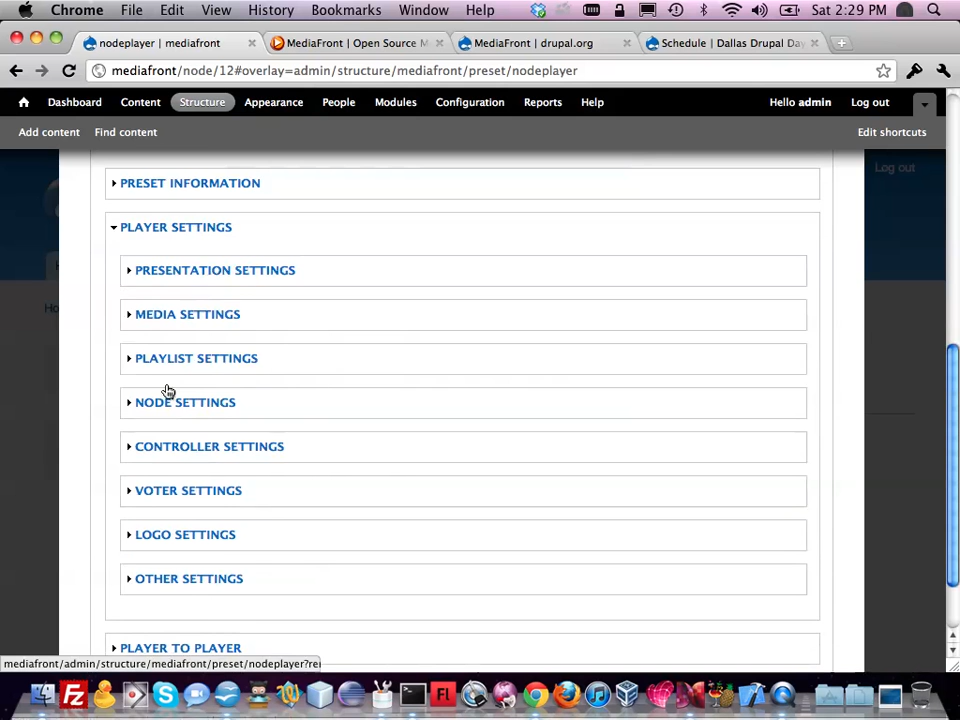 Chrome File Edit View History Bookmarks Window Help Sat 2:29 PM
nodeplayer | mediafront
MediaFront | Open Source M
MediaFront | drupal.org
Schedule | Dallas Drupal Day
mediafront/node/12#overlay=admin/structure/mediafront/preset/nodeplayer
Dashboard Content Structure Appearance People Modules Configuration Reports Help Hello admin Log out
Add content Find content Edit shortcuts
Log out
PRESET INFORMATION
PLAYER SETTINGS
PRESENTATION SETTINGS
MEDIA SETTINGS
Ho
PLAYLIST SETTINGS
NODE SETTINGS
CONTROLLER SETTINGS
VOTER SETTINGS
LOGO SETTINGS
OTHER SETTINGS
PLAYER TO PLAYER
mediafront/admin/structure/mediafront/preset/nodeplayer?re